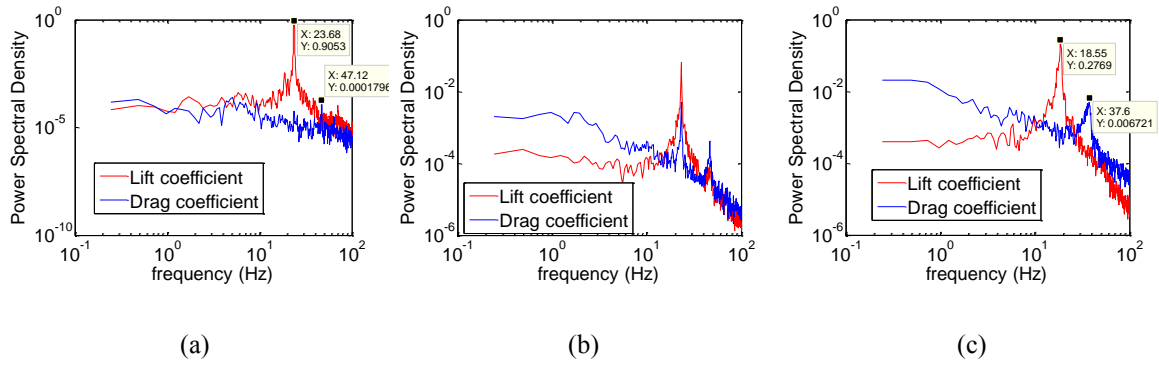 10^0
10^-5
10^-10
10^-1
10^0
10^1
10^2
Power Spectral Density
frequency (Hz)
X: 23.68
Y: 0.9053
X: 47.12
Y: 0.0001796
Lift coefficient
Drag coefficient
(a)
10^0
10^-2
10^-4
10^-6
10^-1
10^0
10^1
10^2
Power Spectral Density
frequency (Hz)
Lift coefficient
Drag coefficient
(b)
10^0
10^-2
10^-4
10^-6
10^-1
10^0
10^1
10^2
Power Spectral Density
frequency (Hz)
X: 18.55
Y: 0.2769
X: 37.6
Y: 0.006721
Lift coefficient
Drag coefficient
(c)